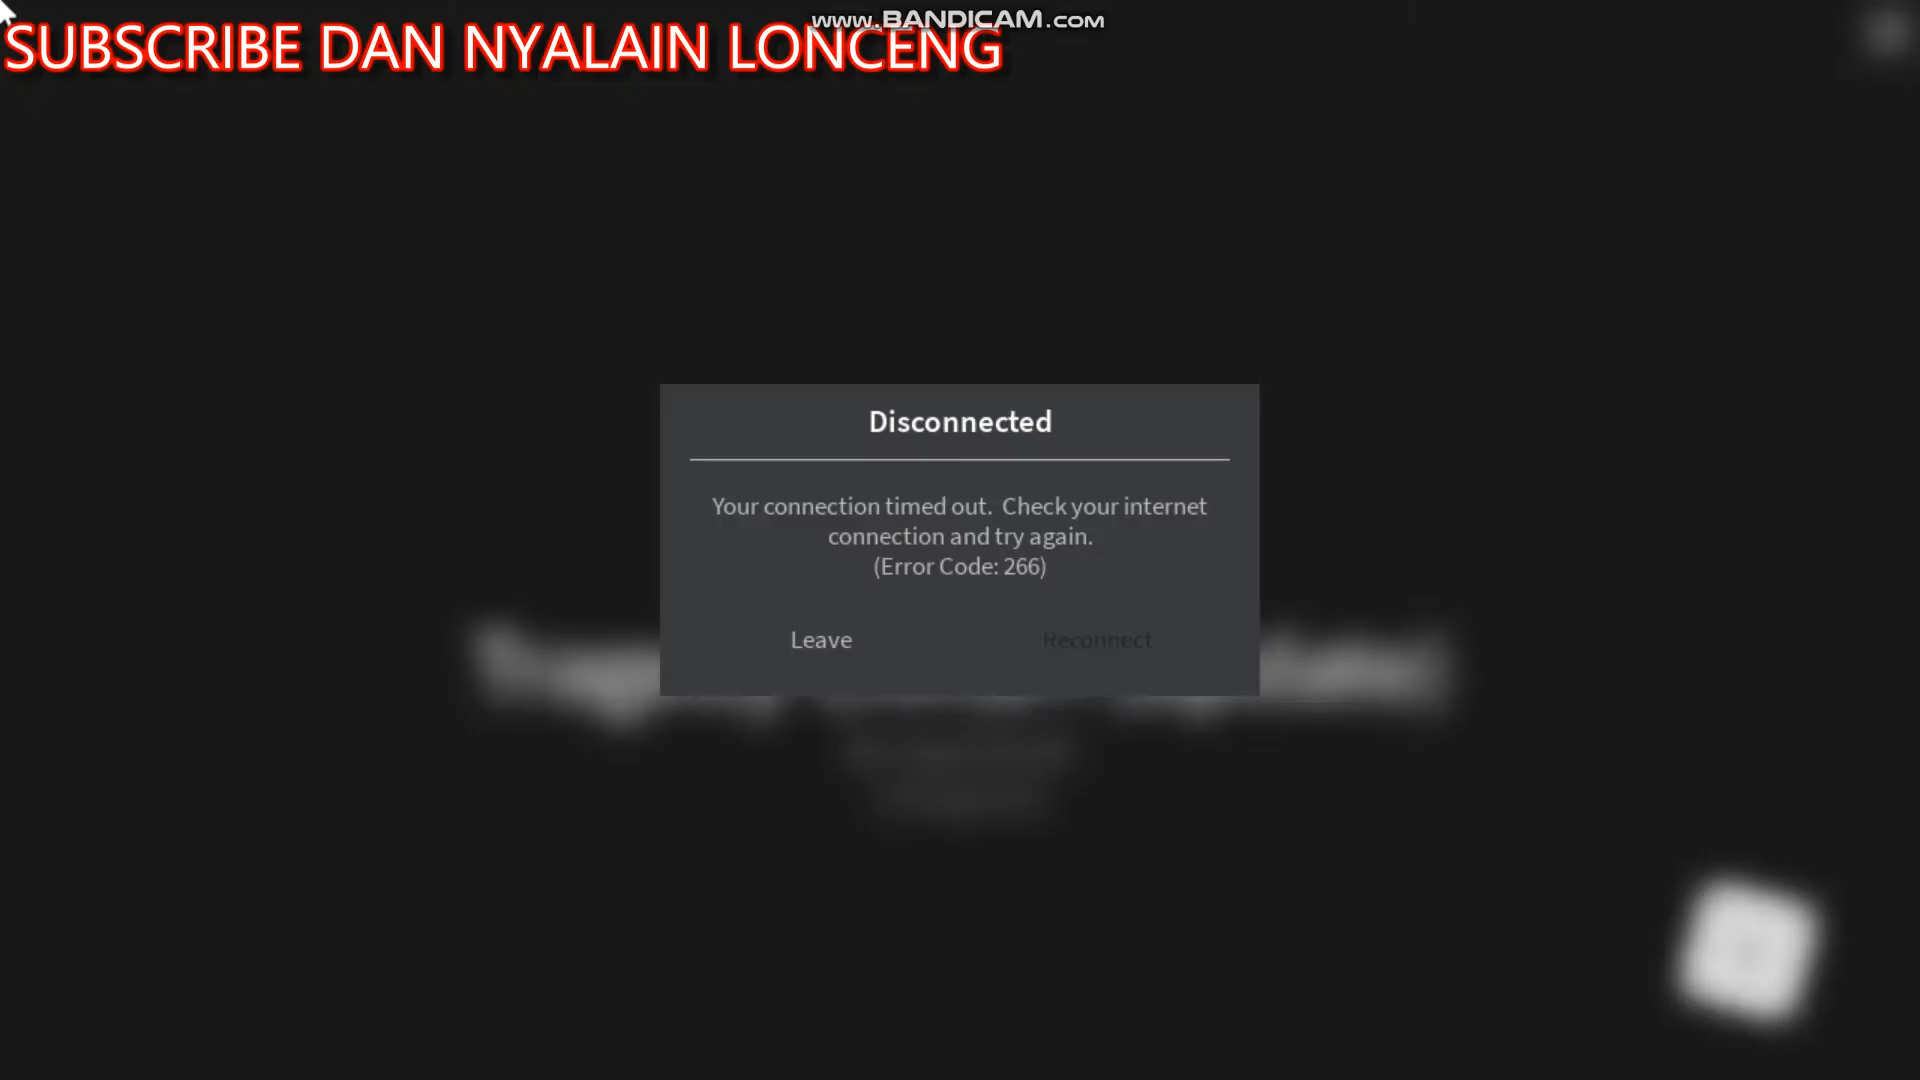 www.BANDICAM.com
SUBSCRIBE DAN NYALAIN LONCENG
Disconnected
Your connection timed out. Check your internet
connection and try again.
(Error Code: 266)
Leave
Reconnect